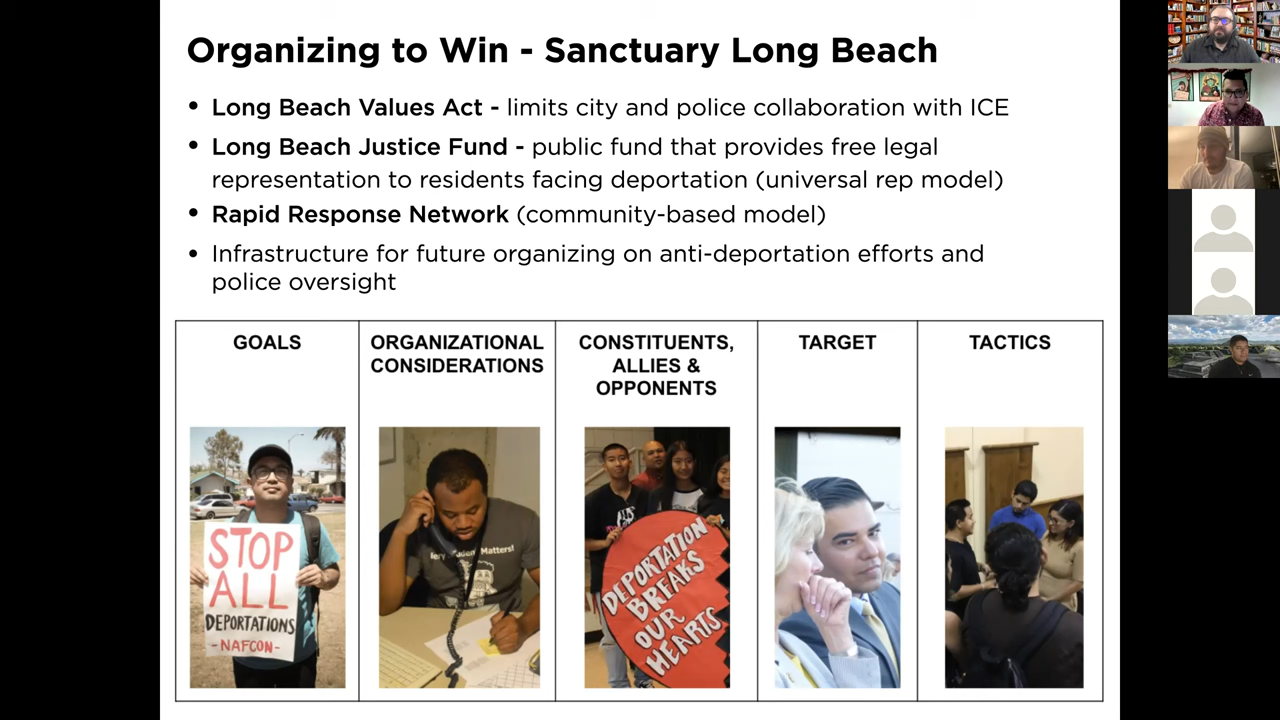 Organizing to Win - Sanctuary Long Beach
• Long Beach Values Act - limits city and police collaboration with ICE
• Long Beach Justice Fund - public fund that provides free legal
representation to residents facing deportation (universal rep model)
• Rapid Response Network (community-based model)
• Infrastructure for future organizing on anti-deportation efforts and
police oversight
GOALS
ORGANIZATIONAL
CONSIDERATIONS
CONSTITUENTS,
ALLIES &
OPPONENTS
TARGET
TACTICS
STOP
ALL
DEPORTATIONS
-NAFCON-
Matters!
DEPORTATION
BREAKS
OUR
HEARTS